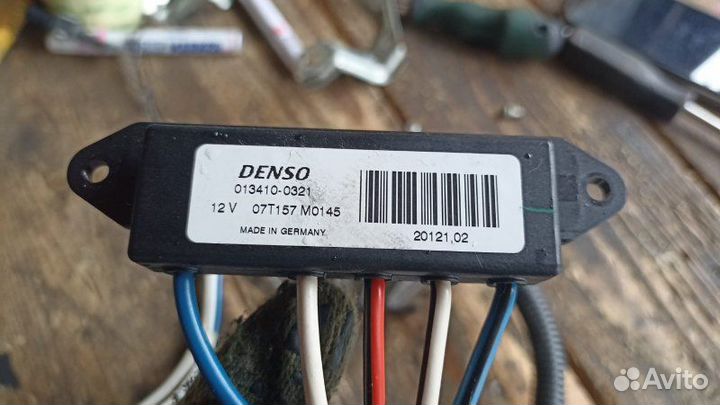 DENSO
013410-0321
12 V 07T157 M0145
MADE IN GERMANY
20121,02
Avito